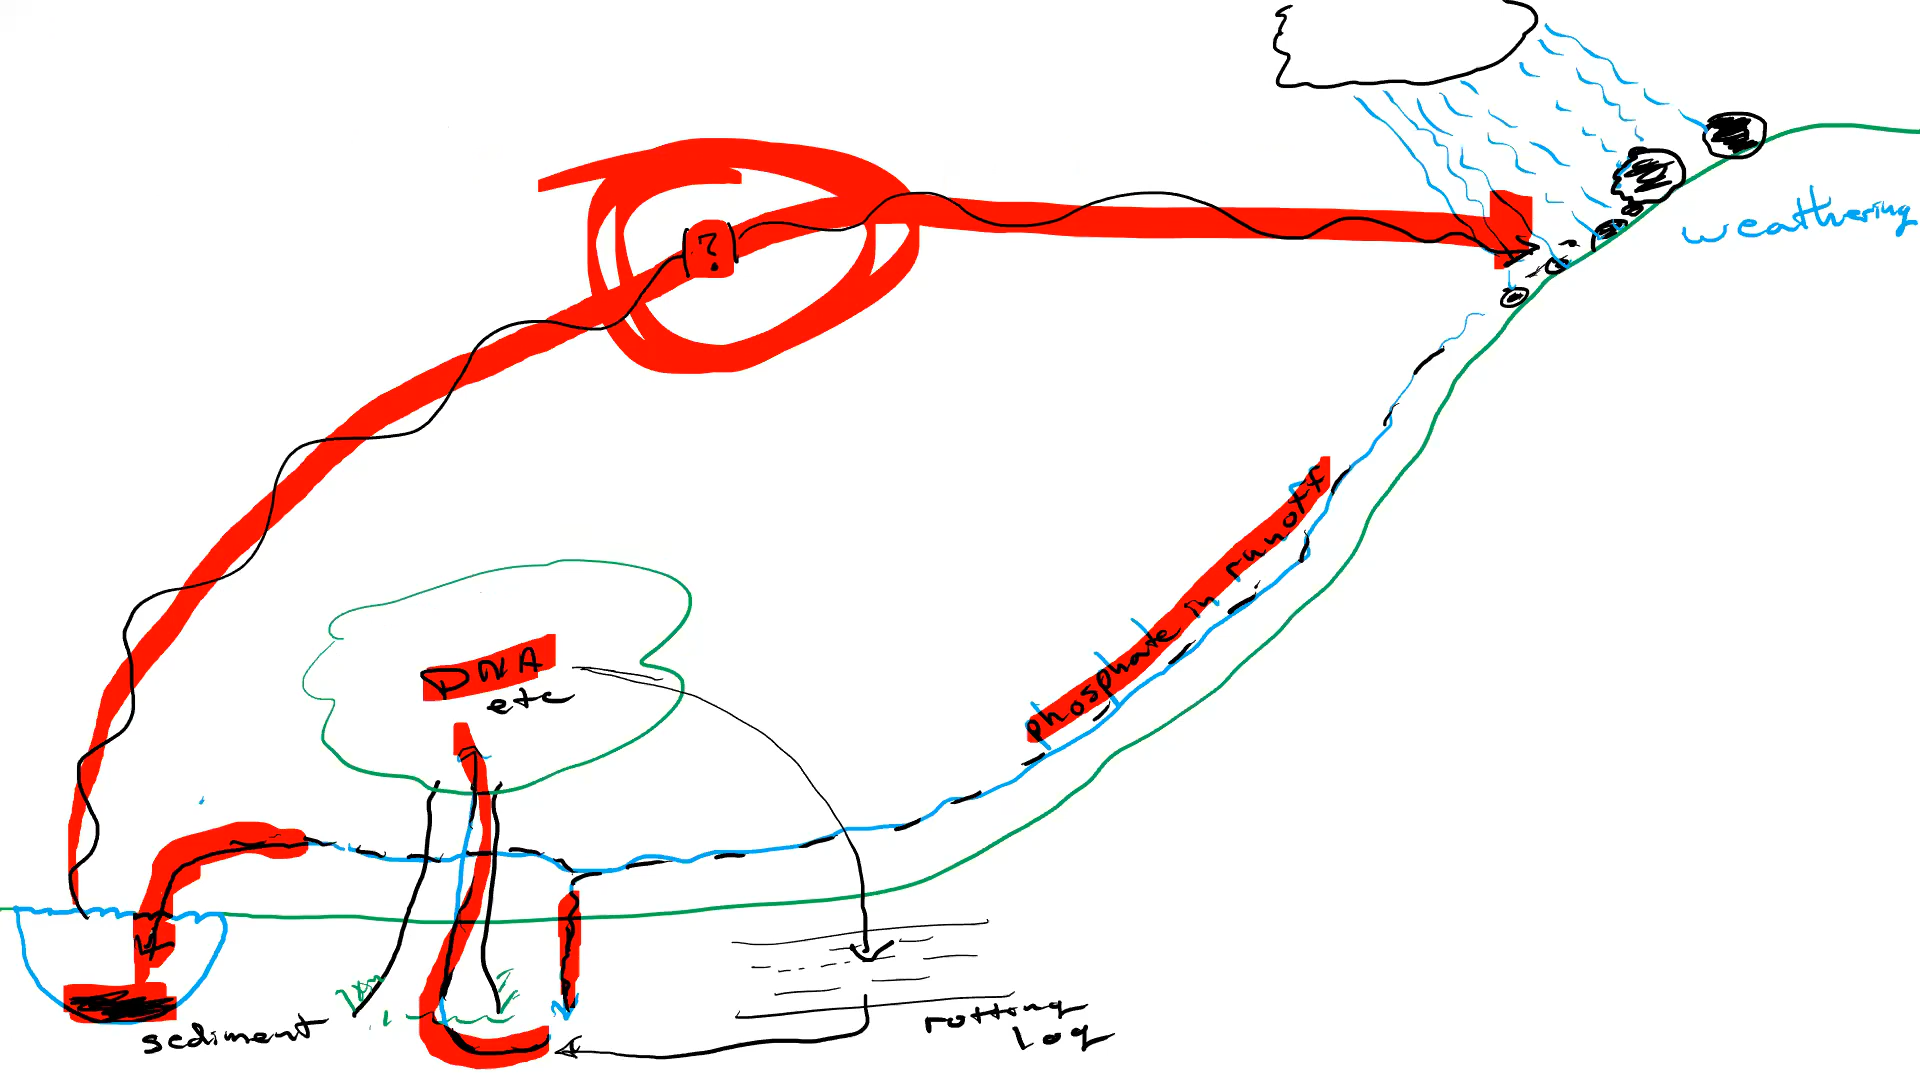 weathering
?
phosphate in runoff
DNA
etc
sediment
rotting
log